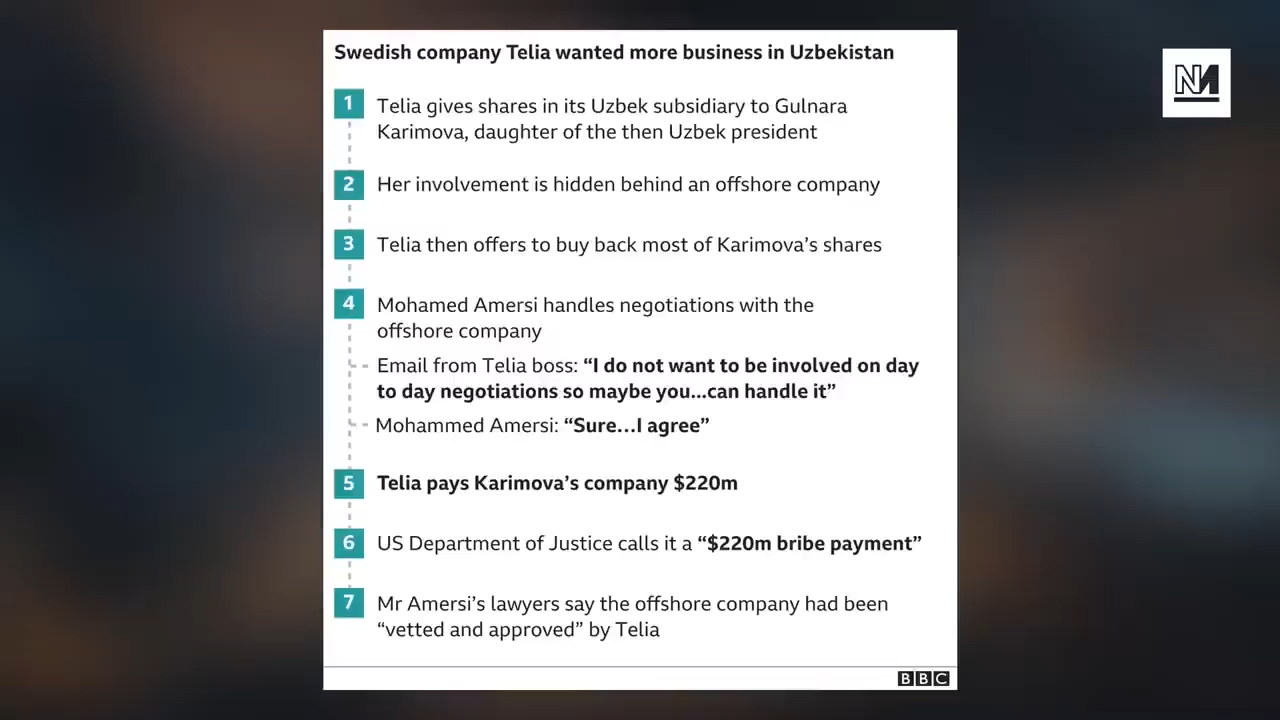 Swedish company Telia wanted more business in Uzbekistan
NM
1 Telia gives shares in its Uzbek subsidiary to Gulnara
Karimova, daughter of the then Uzbek president
2 Her involvement is hidden behind an offshore company
3 Telia then offers to buy back most of Karimova’s shares
4 Mohamed Amersi handles negotiations with the
offshore company
Email from Telia boss: “I do not want to be involved on day
to day negotiations so maybe you...can handle it”
Mohammed Amersi: “Sure...I agree”
5 Telia pays Karimova’s company $220m
6 US Department of Justice calls it a “$220m bribe payment”
7 Mr Amersi’s lawyers say the offshore company had been
“vetted and approved” by Telia
BBC